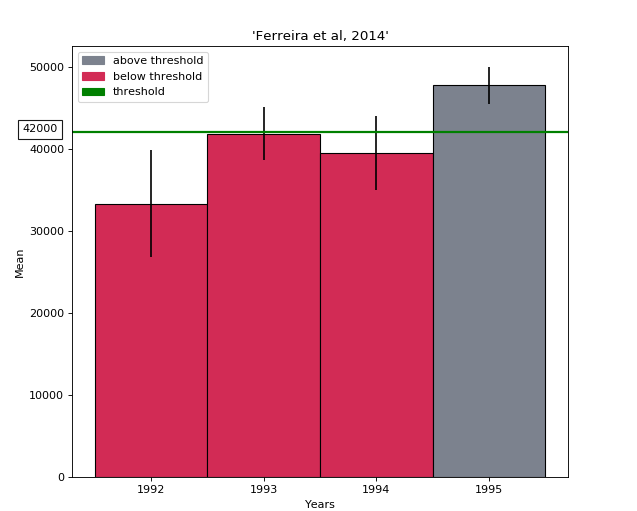 'Ferreira et al, 2014'
above threshold
below threshold
threshold
50000
42000
40000
30000
20000
10000
0
Mean
1992 1993 1994 1995
Years